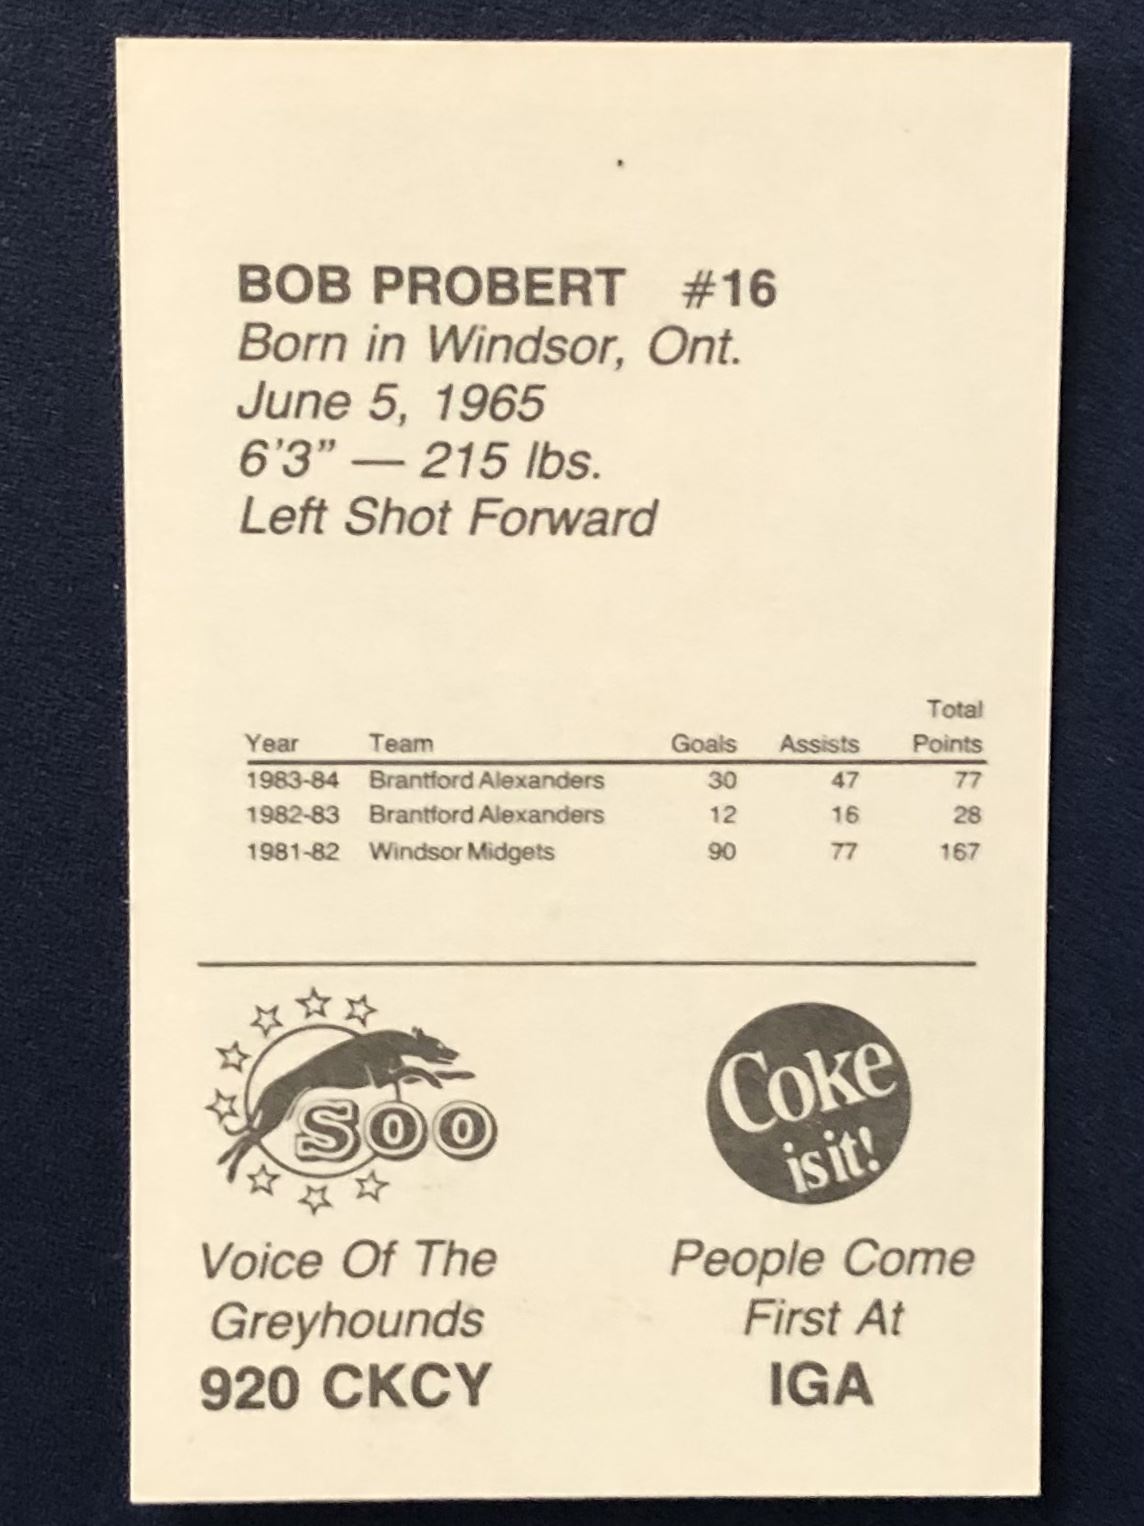 BOB PROBERT #16
Born in Windsor, Ont.
June 5, 1965
6'3” — 215 lbs.
Left Shot Forward
Total
Year Team Goals Assists Points
1983-84 Brantford Alexanders 30 47 77
1982-83 Brantford Alexanders 12 16 28
1981-82 Windsor Midgets 90 77 167
SOO
Voice Of The
Greyhounds
920 CKCY
Coke
is it!
People Come
First At
IGA